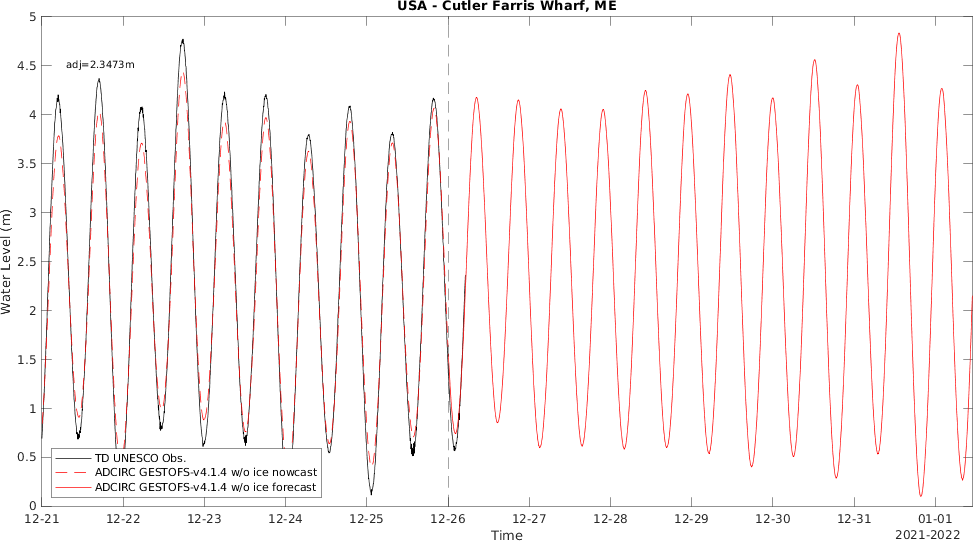 USA - Cutler Farris Wharf, ME
5
4.5
4
3.5
3
2.5
2
1.5
1
0.5
0
Water Level (m)
adj=2.3473m
TD UNESCO Obs.
ADCIRC GESTOFS-v4.1.4 w/o ice nowcast
ADCIRC GESTOFS-v4.1.4 w/o ice forecast
12-21 12-22 12-23 12-24 12-25 12-26 12-27 12-28 12-29 12-30 12-31 01-01
Time
2021-2022